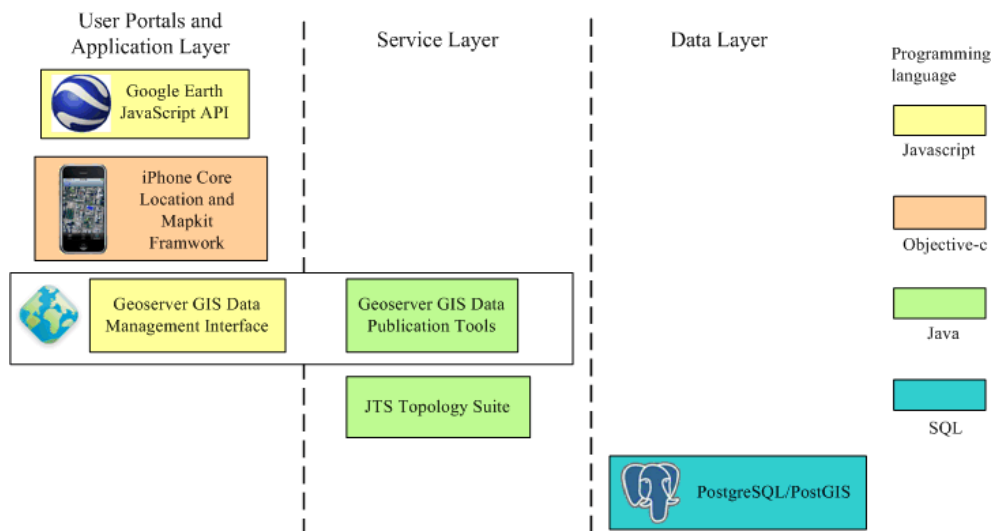 User Portals and
Application Layer
Service Layer
Data Layer
Programming
language
Google Earth
JavaScript API
Javascript
iPhone Core
Location and
Mapkit
Framwork
Objective-c
Geoserver GIS Data
Management Interface
Geoserver GIS Data
Publication Tools
Java
JTS Topology Suite
SQL
PostgreSQL/PostGIS